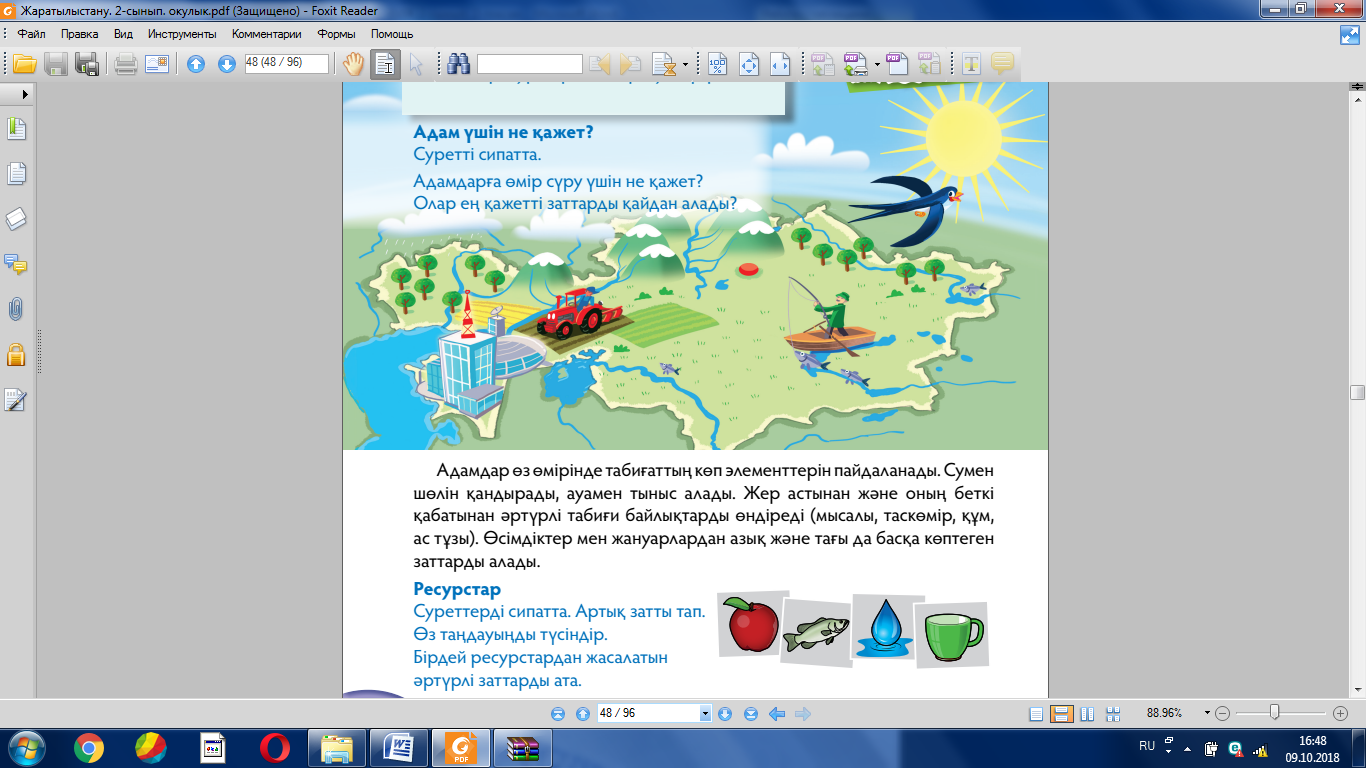 Жаратылыстану. 2-сынып. окулык.pdf (Защищено) - Foxit Reader
Файл Правка Вид Инструменты Комментарии Формы Помощь
48 (48 / 96)
Адам үшін не қажет?
Суретті сипатта.
Адамдарға өмір сүру үшін не қажет?
Олар ең қажетті заттарды қайдан алады?
Адамдар өз өмірінде табиғаттың көп элементтерін пайдаланады. Сумен
шөлін қандырады, ауамен тыныс алады. Жер астынан және оның беткі
қабатынан әртүрлі табиғи байлықтарды өндіреді (мысалы, таскөмір, құм,
ас тұзы). Өсімдіктер мен жануарлардан азық және тағы да басқа көптеген
заттарды алады.
Ресурстар
Суреттерді сипатта. Артық затты тап.
Өз таңдауыңды түсіндір.
Бірдей ресурстардан жасалатын
әртүрлі заттарды ата.
48 / 96
88.96%
RU
16:48
09.10.2018